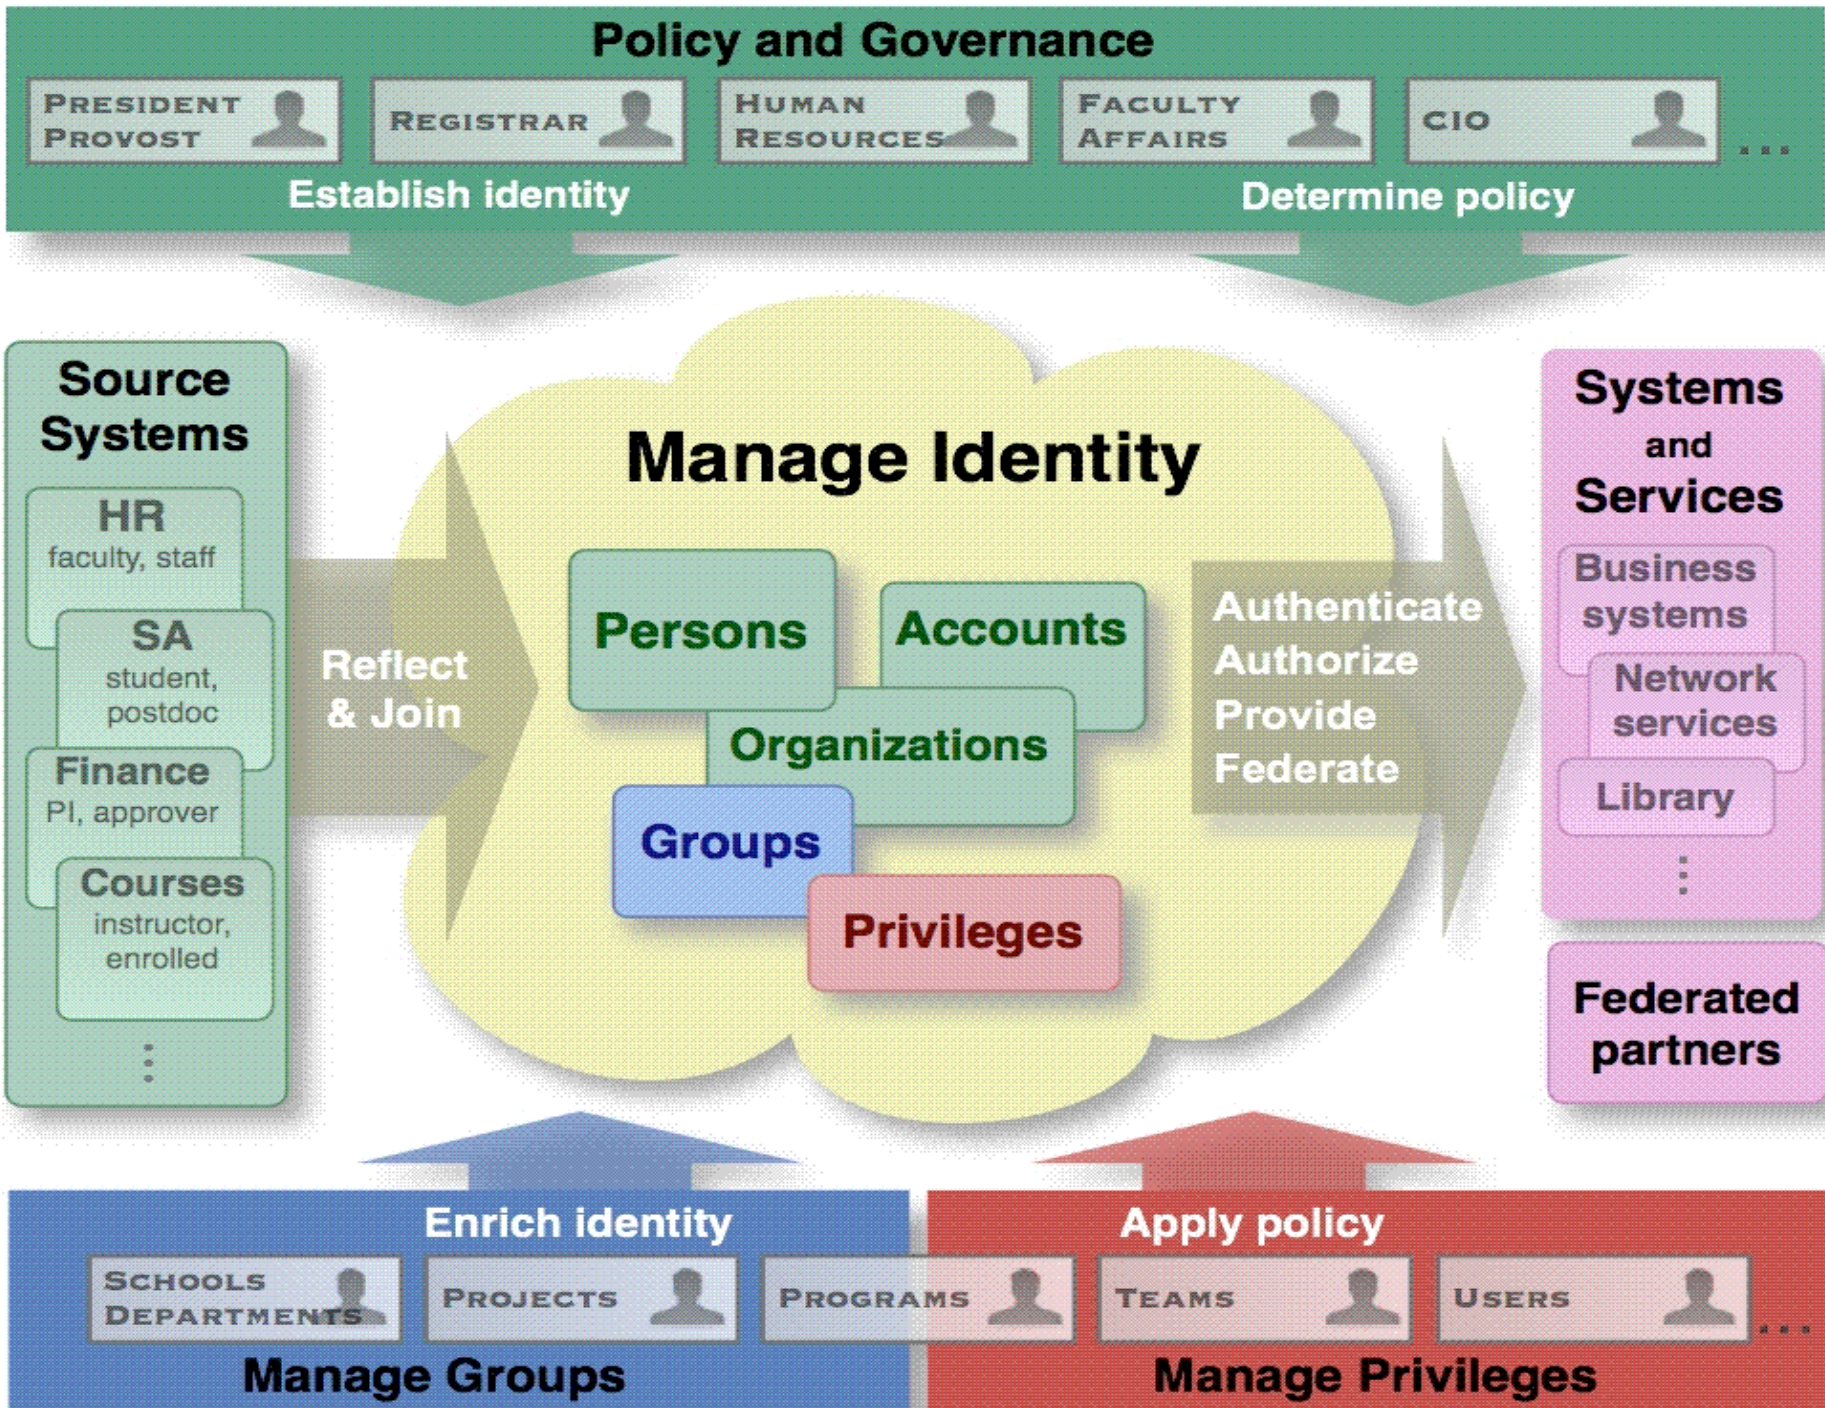 Policy and Governance
PRESIDENT
PROVOST
REGISTRAR
HUMAN
RESOURCES
FACULTY
AFFAIRS
CIO
...
Establish identity
Determine policy
Source
Systems
HR
faculty, staff
SA
student,
postdoc
Finance
PI, approver
Courses
instructor,
enrolled
Reflect
& Join
Manage Identity
Persons
Accounts
Organizations
Groups
Privileges
Authenticate
Authorize
Provide
Federate
Systems
and
Services
Business
systems
Network
services
Library
Federated
partners
Enrich identity
Apply policy
SCHOOLS
DEPARTMENTS
PROJECTS
PROGRAMS
TEAMS
USERS
...
Manage Groups
Manage Privileges